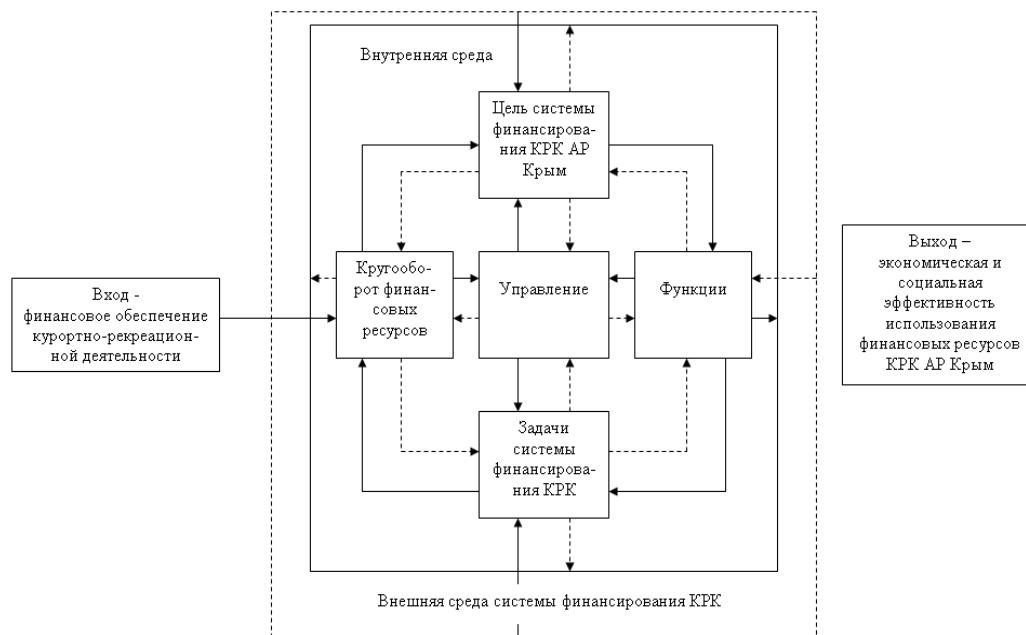 Внутренняя среда
Цель системы
финансирова-
ния КРК АР
Крым
Вход -
финансовое обеспечение
курортно-рекреацион-
ной деятельности
Кругообо-
рот финан-
совых
ресурсов
Управление
Функции
Выход –
экономическая и
социальная
эффективность
использования
финансовых ресурсов
КРК АР Крым
Задачи
системы
финансирова-
ния КРК
Внешняя среда системы финансирования КРК